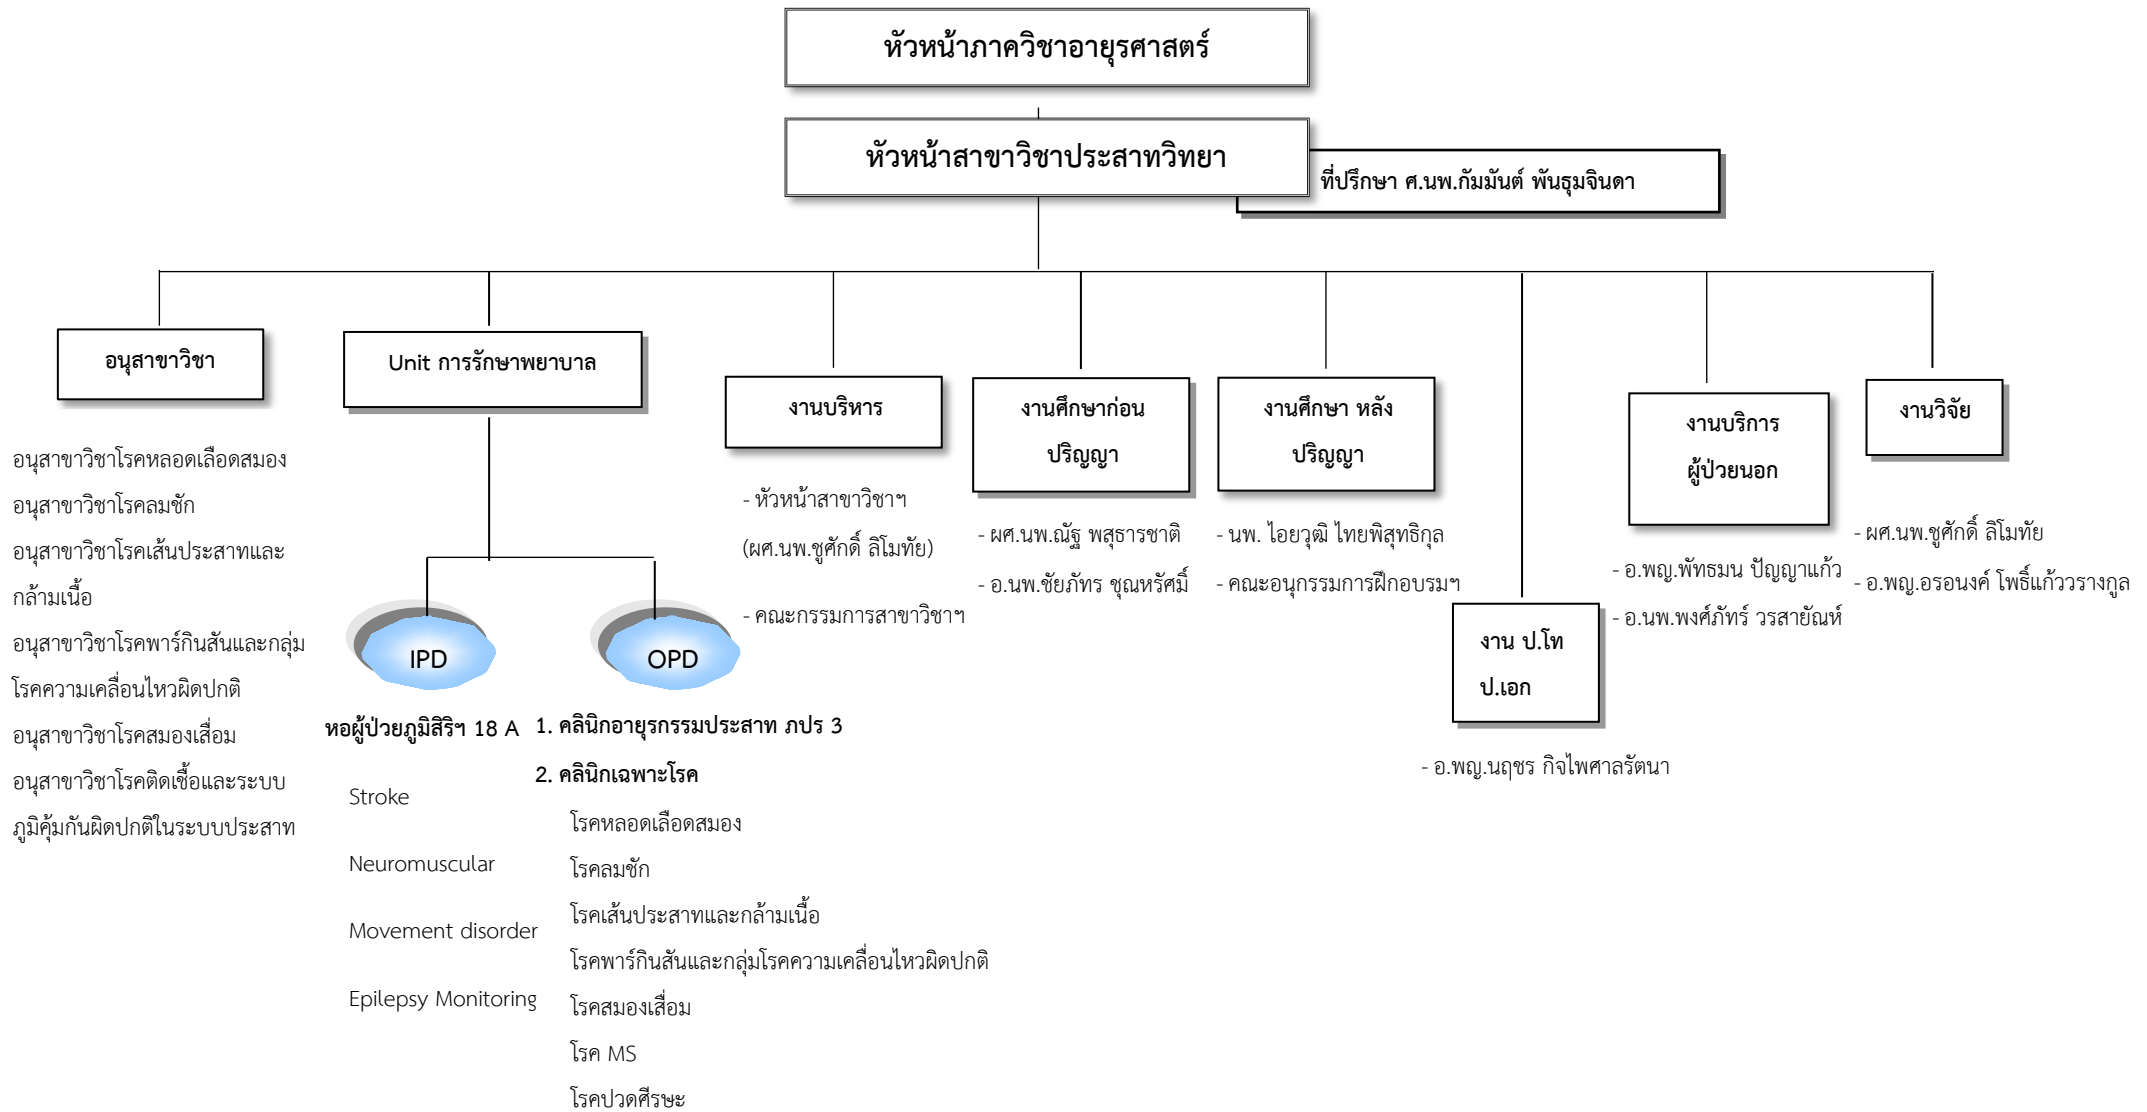 หัวหน้าภาควิชาอายุรศาสตร์
หัวหน้าสาขาวิชาประสาทวิทยา
ที่ปรึกษา ศ.นพ.กัมมันต์ พันธุมจินดา
อนุสาขาวิชา
อนุสาขาวิชาโรคหลอดเลือดสมอง
อนุสาขาวิชาโรคลมชัก
อนุสาขาวิชาโรคเส้นประสาทและ
กล้ามเนื้อ
อนุสาขาวิชาโรคพาร์กินสันและกลุ่ม
โรคความเคลื่อนไหวผิดปกติ
อนุสาขาวิชาโรคสมองเสื่อม
อนุสาขาวิชาโรคติดเชื้อและระบบ
ภูมิคุ้มกันผิดปกติในระบบประสาท
Unit การรักษาพยาบาล
IPD
หอผู้ป่วยภูมิสิริฯ 18 A
Stroke
Neuromuscular
Movement disorder
Epilepsy Monitoring
OPD
1. คลินิกอายุรกรรมประสาท ภปร 3
2. คลินิกเฉพาะโรค
โรคหลอดเลือดสมอง
โรคลมชัก
โรคเส้นประสาทและกล้ามเนื้อ
โรคพาร์กินสันและกลุ่มโรคความเคลื่อนไหวผิดปกติ
โรคสมองเสื่อม
โรค MS
โรคปวดศีรษะ
งานบริหาร
- หัวหน้าสาขาวิชาฯ
(ผศ.นพ.ชูศักดิ์ ลิโมทัย)
- คณะกรรมการสาขาวิชาฯ
งานศึกษาก่อน
ปริญญา
- ผศ.นพ.ณัฐ พสุธารชาติ
- อ.นพ.ชัยภัทร ชุณหรัศมิ์
งานศึกษา หลัง
ปริญญา
- นพ. ไอยวุฒิ ไทยพิสุทธิกุล
- คณะอนุกรรมการฝึกอบรมฯ
งาน ป.โท
ป.เอก
- อ.พญ.นฤชร กิจไพศาลรัตนา
งานบริการ
ผู้ป่วยนอก
- อ.พญ.พัทธมน ปัญญาแก้ว
- อ.นพ.พงศ์ภัทร์ วรสายัณห์
งานวิจัย
- ผศ.นพ.ชูศักดิ์ ลิโมทัย
- อ.พญ.อรอนงค์ โพธิ์แก้ววรางกูล